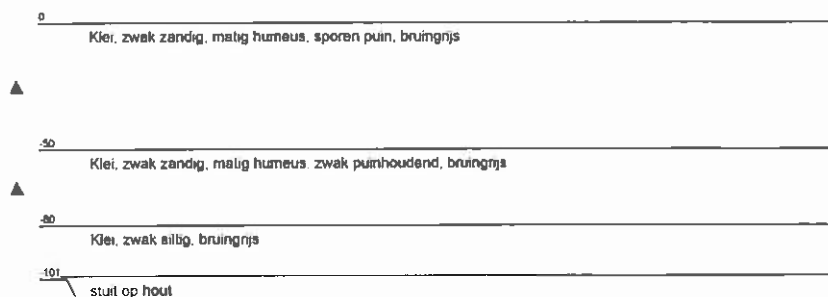 0
Klei, zwak zandig, matig humeus, sporen puin, bruingrijs
-50
Klei, zwak zandig, matig humeus, zwak puinhoudend, bruingrijs
-80
Klei, zwak siltig, bruingrijs
-101
stuit op hout